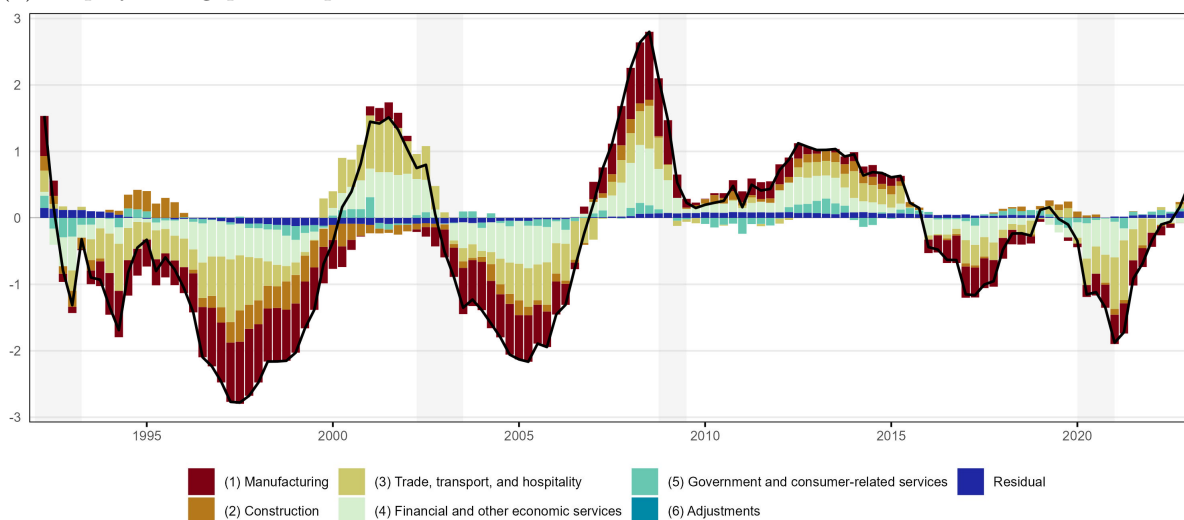 3
2
1
0
-1
-2
-3
1995 2000 2005 2010 2015 2020
(1) Manufacturing (3) Trade, transport, and hospitality (5) Government and consumer-related services Residual
(2) Construction (4) Financial and other economic services (6) Adjustments